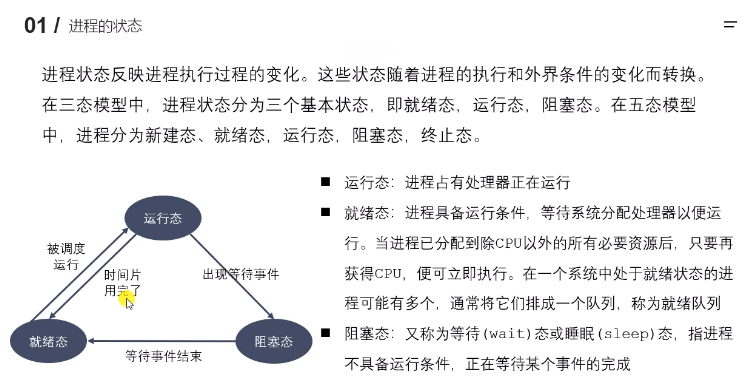 01 / 进程的状态
进程状态反映进程执行过程的变化。这些状态随着进程的执行和外界条件的变化而转换。
在三态模型中，进程状态分为三个基本状态，即就绪态，运行态，阻塞态。在五态模型
中，进程分为新建态、就绪态，运行态，阻塞态，终止态。
运行态
被调度
运行
时间片
用完了
出现等待事件
就绪态
阻塞态
等待事件结束
■ 运行态：进程占有处理器正在运行
■ 就绪态：进程具备运行条件，等待系统分配处理器以便运
行。当进程已分配到除CPU以外的所有必要资源后，只要再
获得CPU，便可立即执行。在一个系统中处于就绪状态的进
程可能有多个，通常将它们排成一个队列，称为就绪队列
■ 阻塞态：又称为等待(wait)态或睡眠(sleep)态，指进程
不具备运行条件，正在等待某个事件的完成